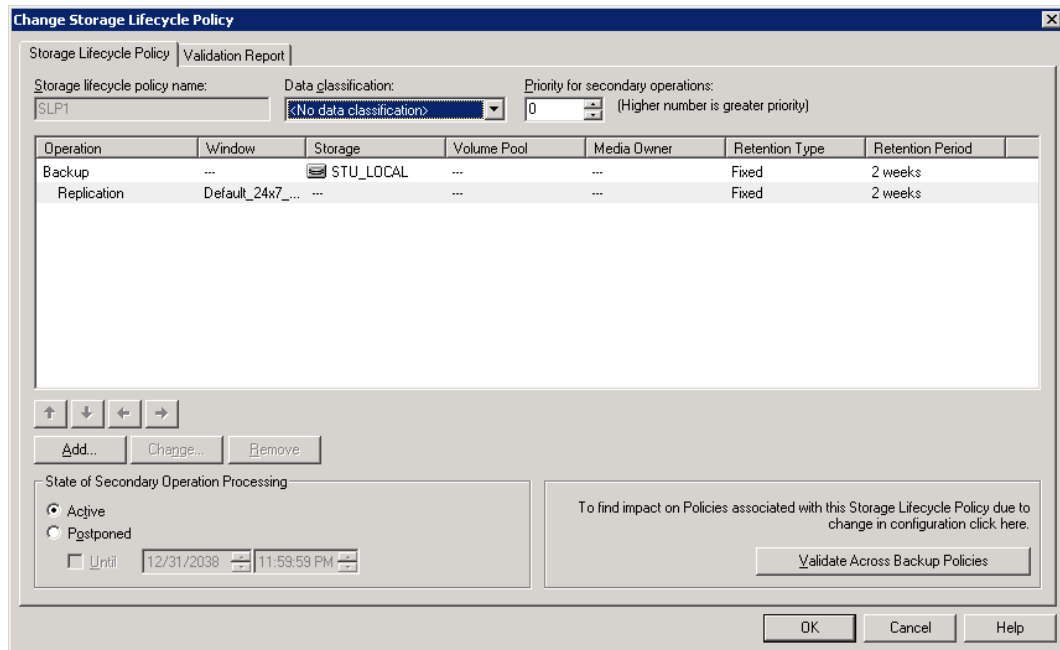 Change Storage Lifecycle Policy
Storage Lifecycle Policy Validation Report
Storage lifecycle policy name: Data classification: Priority for secondary operations:
SLP1 <No data classification> 0 (Higher number is greater priority)
Operation Window Storage Volume Pool Media Owner Retention Type Retention Period
Backup --- STU_LOCAL --- --- Fixed 2 weeks
Replication Default_24x7_... --- --- --- Fixed 2 weeks
Add... Change... Remove
State of Secondary Operation Processing
Active
Postponed
Until 12/31/2038 11:59:59 PM
To find impact on Policies associated with this Storage Lifecycle Policy due to
change in configuration click here.
Validate Across Backup Policies
OK Cancel Help